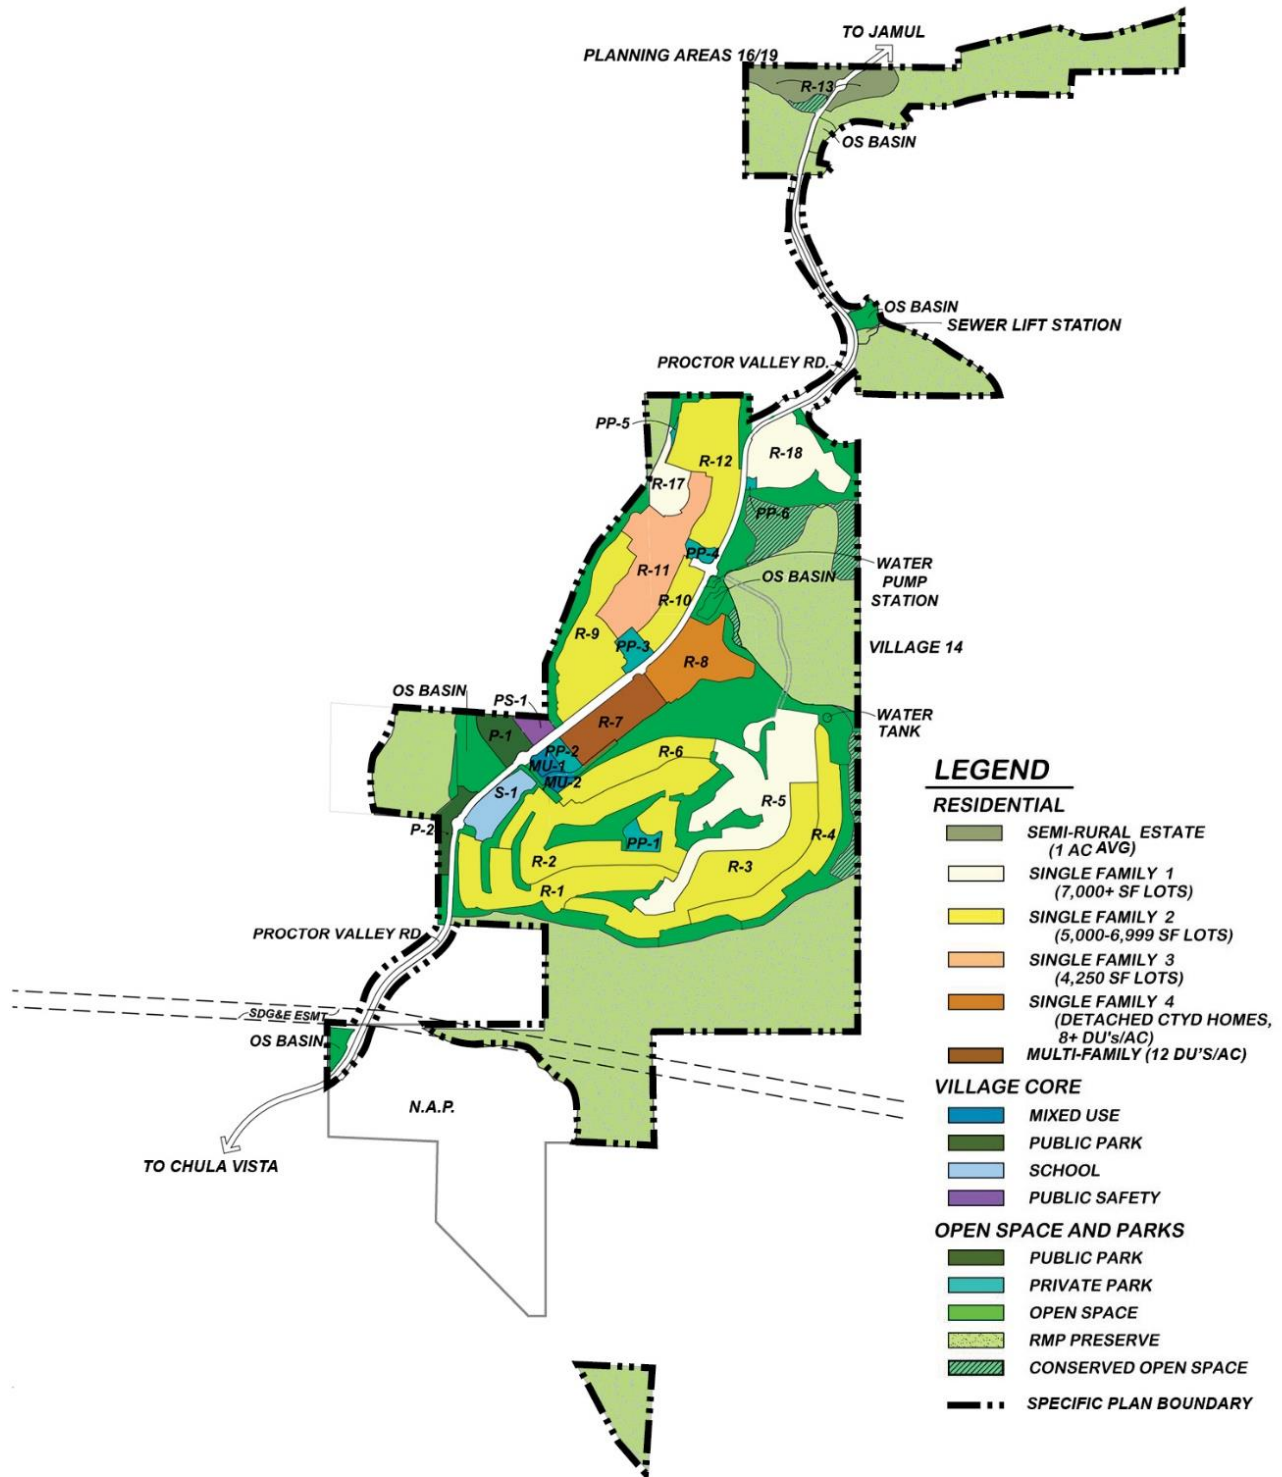 TO JAMUL
PLANNING AREAS 16/19
R-13
OS BASIN
OS BASIN
SEWER LIFT STATION
PROCTOR VALLEY RD.
PP-5
R-18
R-12
R-17
PP-6
PP-4
WATER
PUMP
STATION
R-11
OS BASIN
R-10
R-9
PP-3
VILLAGE 14
R-8
OS BASIN
PS-1
R-7
WATER
TANK
P-1
PP-2
R-6
MU-1
MU-2
S-1
R-5
P-2
R-4
PP-1
R-2
R-3
R-1
PROCTOR VALLEY RD
SDG&E ESMT
OS BASIN
N.A.P.
TO CHULA VISTA
LEGEND
RESIDENTIAL
SEMI-RURAL ESTATE
(1 AC AVG)
SINGLE FAMILY 1
(7,000+ SF LOTS)
SINGLE FAMILY 2
(5,000-6,999 SF LOTS)
SINGLE FAMILY 3
(4,250 SF LOTS)
SINGLE FAMILY 4
(DETACHED CTYD HOMES,
8+ DU's/AC)
MULTI-FAMILY (12 DU'S/AC)
VILLAGE CORE
MIXED USE
PUBLIC PARK
SCHOOL
PUBLIC SAFETY
OPEN SPACE AND PARKS
PUBLIC PARK
PRIVATE PARK
OPEN SPACE
RMP PRESERVE
CONSERVED OPEN SPACE
SPECIFIC PLAN BOUNDARY